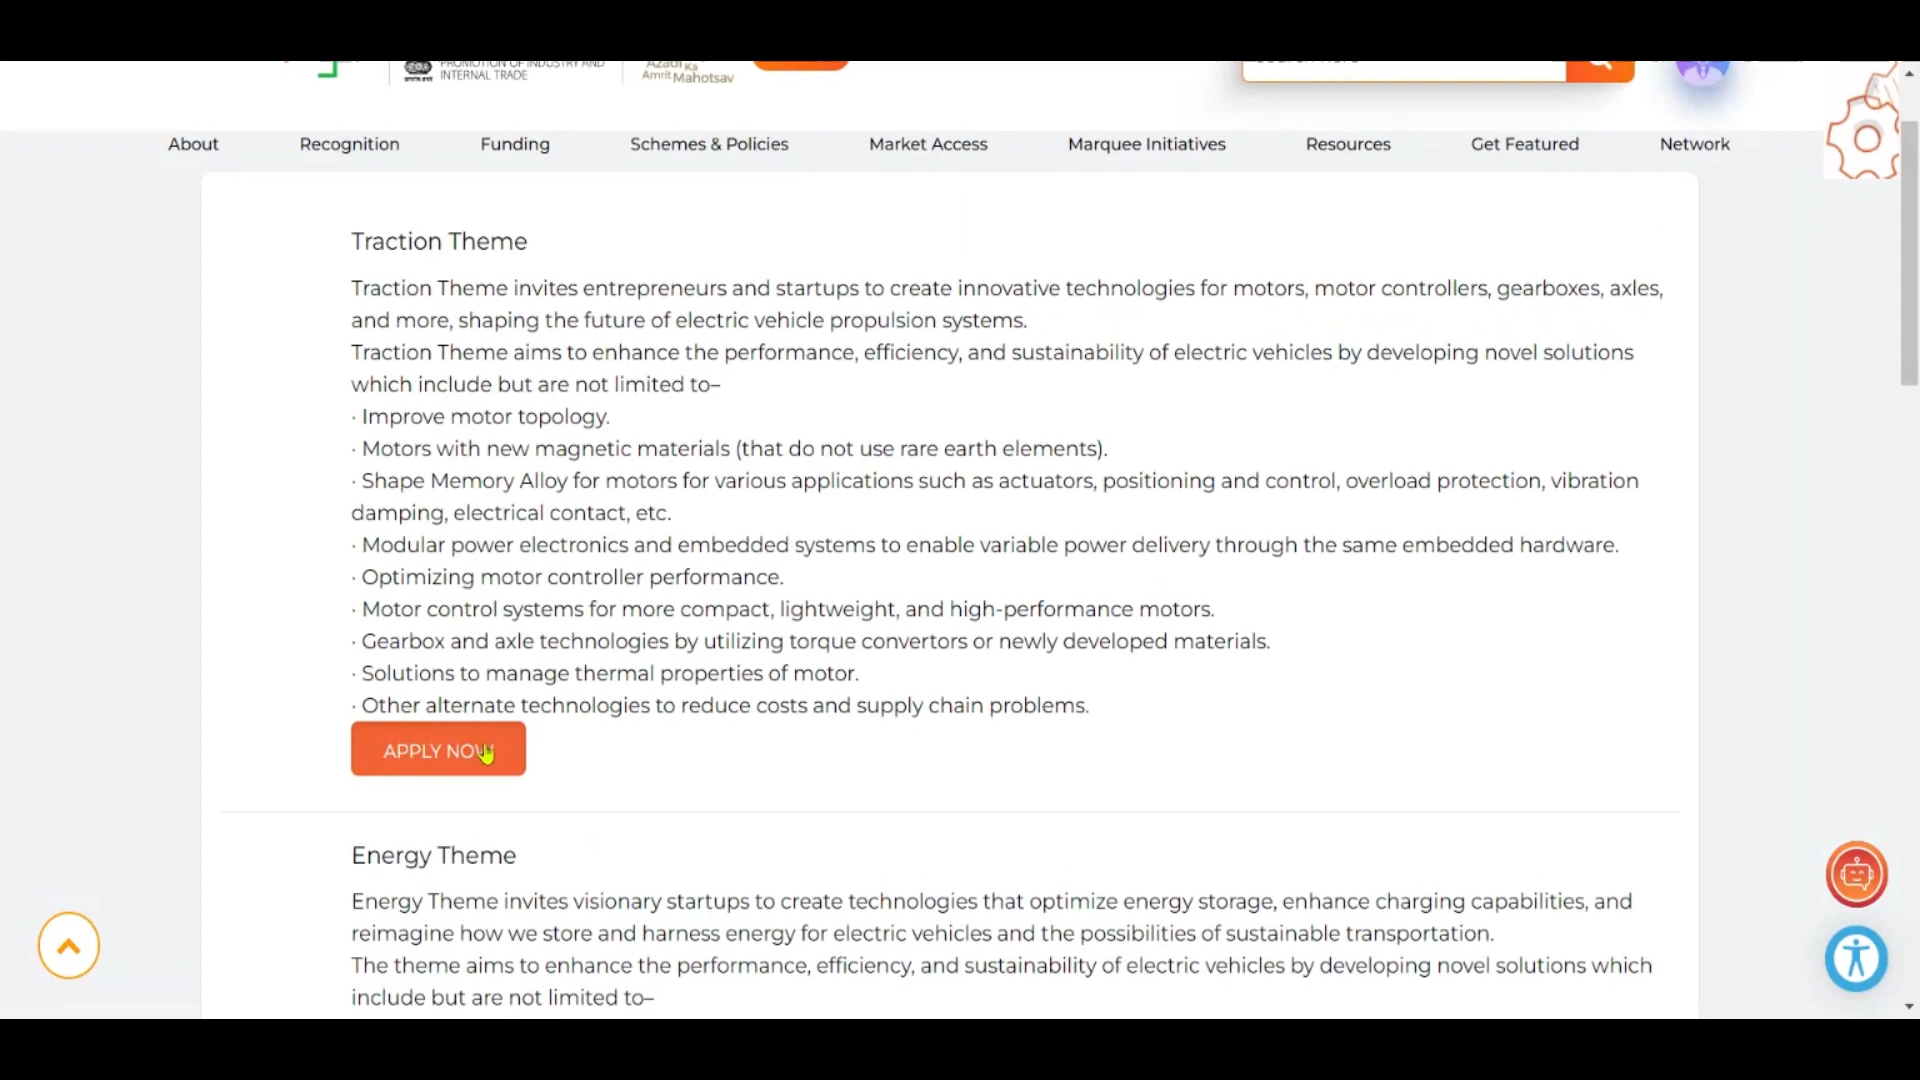 PROMOTION OF INDUSTRY AND
INTERNAL TRADE
Azadi Ka
Amrit Mahotsav
About
Recognition
Funding
Schemes & Policies
Market Access
Marquee Initiatives
Resources
Get Featured
Network
Traction Theme
Traction Theme invites entrepreneurs and startups to create innovative technologies for motors, motor controllers, gearboxes, axles,
and more, shaping the future of electric vehicle propulsion systems.
Traction Theme aims to enhance the performance, efficiency, and sustainability of electric vehicles by developing novel solutions
which include but are not limited to–
· Improve motor topology.
· Motors with new magnetic materials (that do not use rare earth elements).
· Shape Memory Alloy for motors for various applications such as actuators, positioning and control, overload protection, vibration
damping, electrical contact, etc.
· Modular power electronics and embedded systems to enable variable power delivery through the same embedded hardware.
· Optimizing motor controller performance.
· Motor control systems for more compact, lightweight, and high-performance motors.
· Gearbox and axle technologies by utilizing torque convertors or newly developed materials.
· Solutions to manage thermal properties of motor.
· Other alternate technologies to reduce costs and supply chain problems.
APPLY NOW
Energy Theme
Energy Theme invites visionary startups to create technologies that optimize energy storage, enhance charging capabilities, and
reimagine how we store and harness energy for electric vehicles and the possibilities of sustainable transportation.
The theme aims to enhance the performance, efficiency, and sustainability of electric vehicles by developing novel solutions which
include but are not limited to–